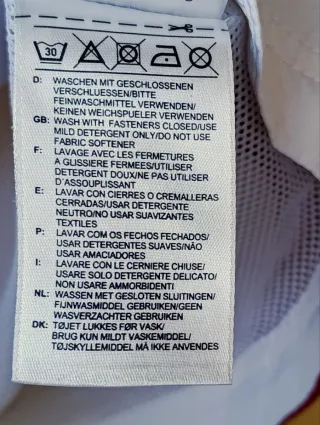 30
D: WASCHEN MIT GESCHLOSSENEN
VERSCHLUESSEN/BITTE
FEINWASCHMITTEL VERWENDEN/
KEINEN WEICHSPUELER VERWENDEN
GB: WASH WITH FASTENERS CLOSED/USE
MILD DETERGENT ONLY/DO NOT USE
FABRIC SOFTENER
F: LAVAGE AVEC LES FERMETURES
A GLISSIERE FERMEES/UTILISER
DETERGENT DOUX/NE PAS UTILISER
D'ASSOUPLISSANT
E: LAVAR CON CIERRES O CREMALLERAS
CERRADAS/USAR DETERGENTE
NEUTRO/NO USAR SUAVIZANTES
TEXTILES
P: LAVAR COM OS FECHOS FECHADOS/
USAR DETERGENTES SUAVES/NÃO
USAR AMACIADORES
I: LAVARE CON LE CERNIERE CHIUSE/
USARE SOLO DETERGENTE DELICATO/
NON USARE AMMORBIDENTI
NL: WASSEN MET GESLOTEN SLUITINGEN/
FIJNWASMIDDEL GEBRUIKEN/GEEN
WASVERZACHTER GEBRUIKEN
DK: TØJET LUKKES FØR VASK/
BRUG KUN MILDT VASKEMIDDEL/
TØJSKYLLEMIDDEL MÅ IKKE ANVENDES